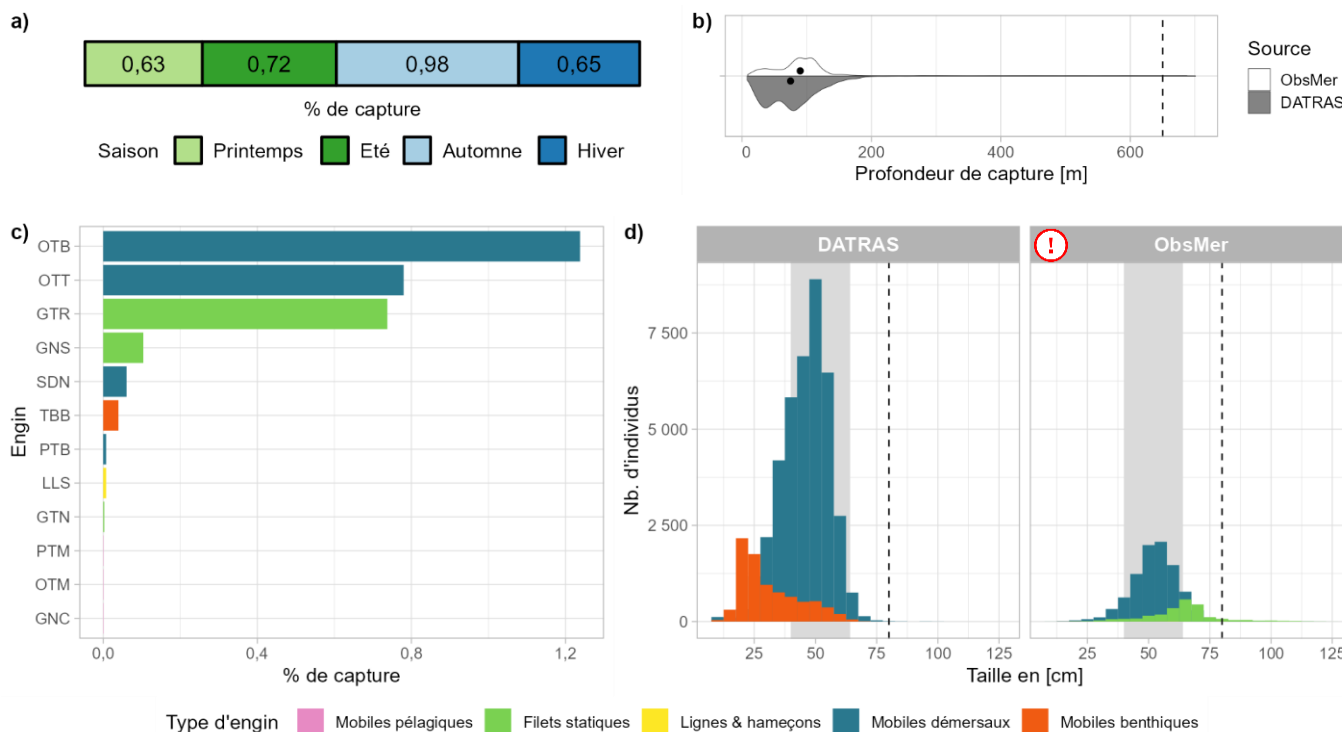 a)
0,63 0,72 0,98 0,65
% de capture
Saison Printemps Eté Automne Hiver
b)
0 200 400 600
Profondeur de capture [m]
Source
ObsMer
DATRAS
c)
Engin
OTB
OTT
GTR
GNS
SDN
TBB
PTB
LLS
GTN
PTM
OTM
GNC
0,0 0,4 0,8 1,2
% de capture
d)
DATRAS ! ObsMer
Nb. d'individus
7 500
5 000
2 500
0
25 50 75 100 125 25 50 75 100 125
Taille en [cm]
Type d'engin Mobiles pélagiques Filets statiques Lignes & hameçons Mobiles démersaux Mobiles benthiques